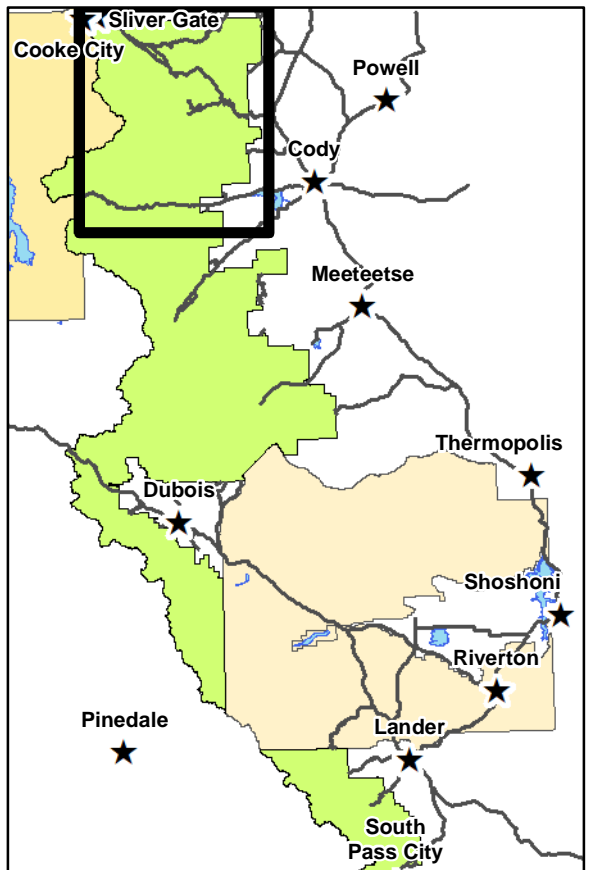 Sliver Gate
Cooke City
Powell
Cody
Meeteetse
Thermopolis
Dubois
Shoshoni
Riverton
Pinedale
Lander
South
Pass City